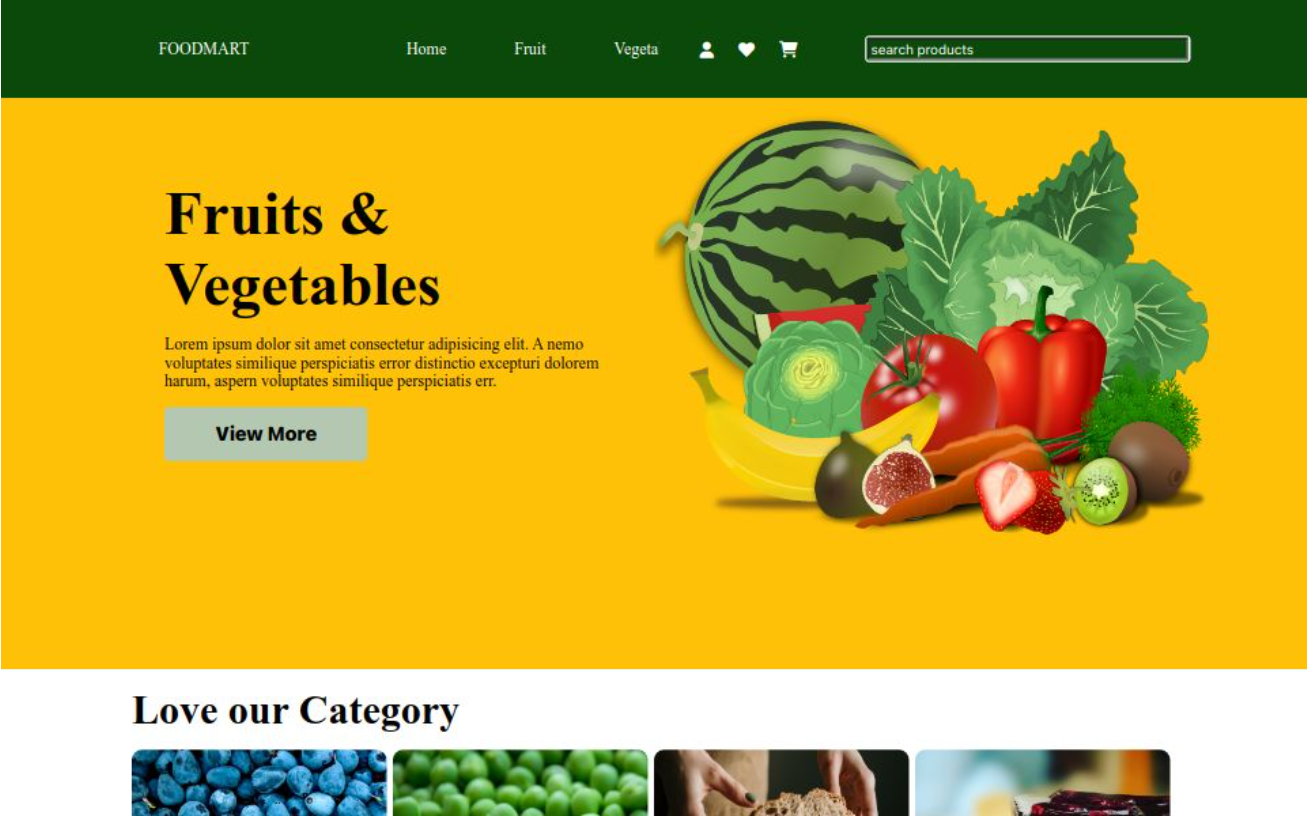 FOODMART Home Fruit Vegeta search products
Fruits &
Vegetables
Lorem ipsum dolor sit amet consectetur adipisicing elit. A nemo
voluptates similique perspiciatis error distinctio excepturi dolorem
harum, aspern voluptates similique perspiciatis err.
View More
Love our Category